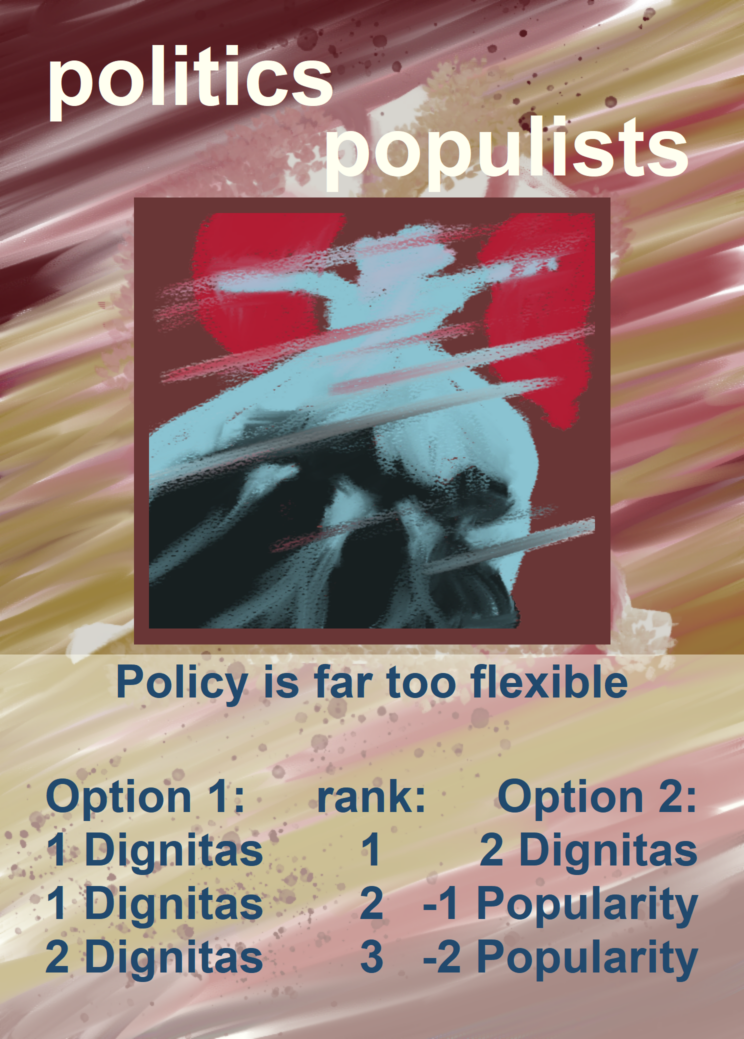 politics
populists
Policy is far too flexible
Option 1: rank: Option 2:
1 Dignitas 1 2 Dignitas
1 Dignitas 2 -1 Popularity
2 Dignitas 3 -2 Popularity